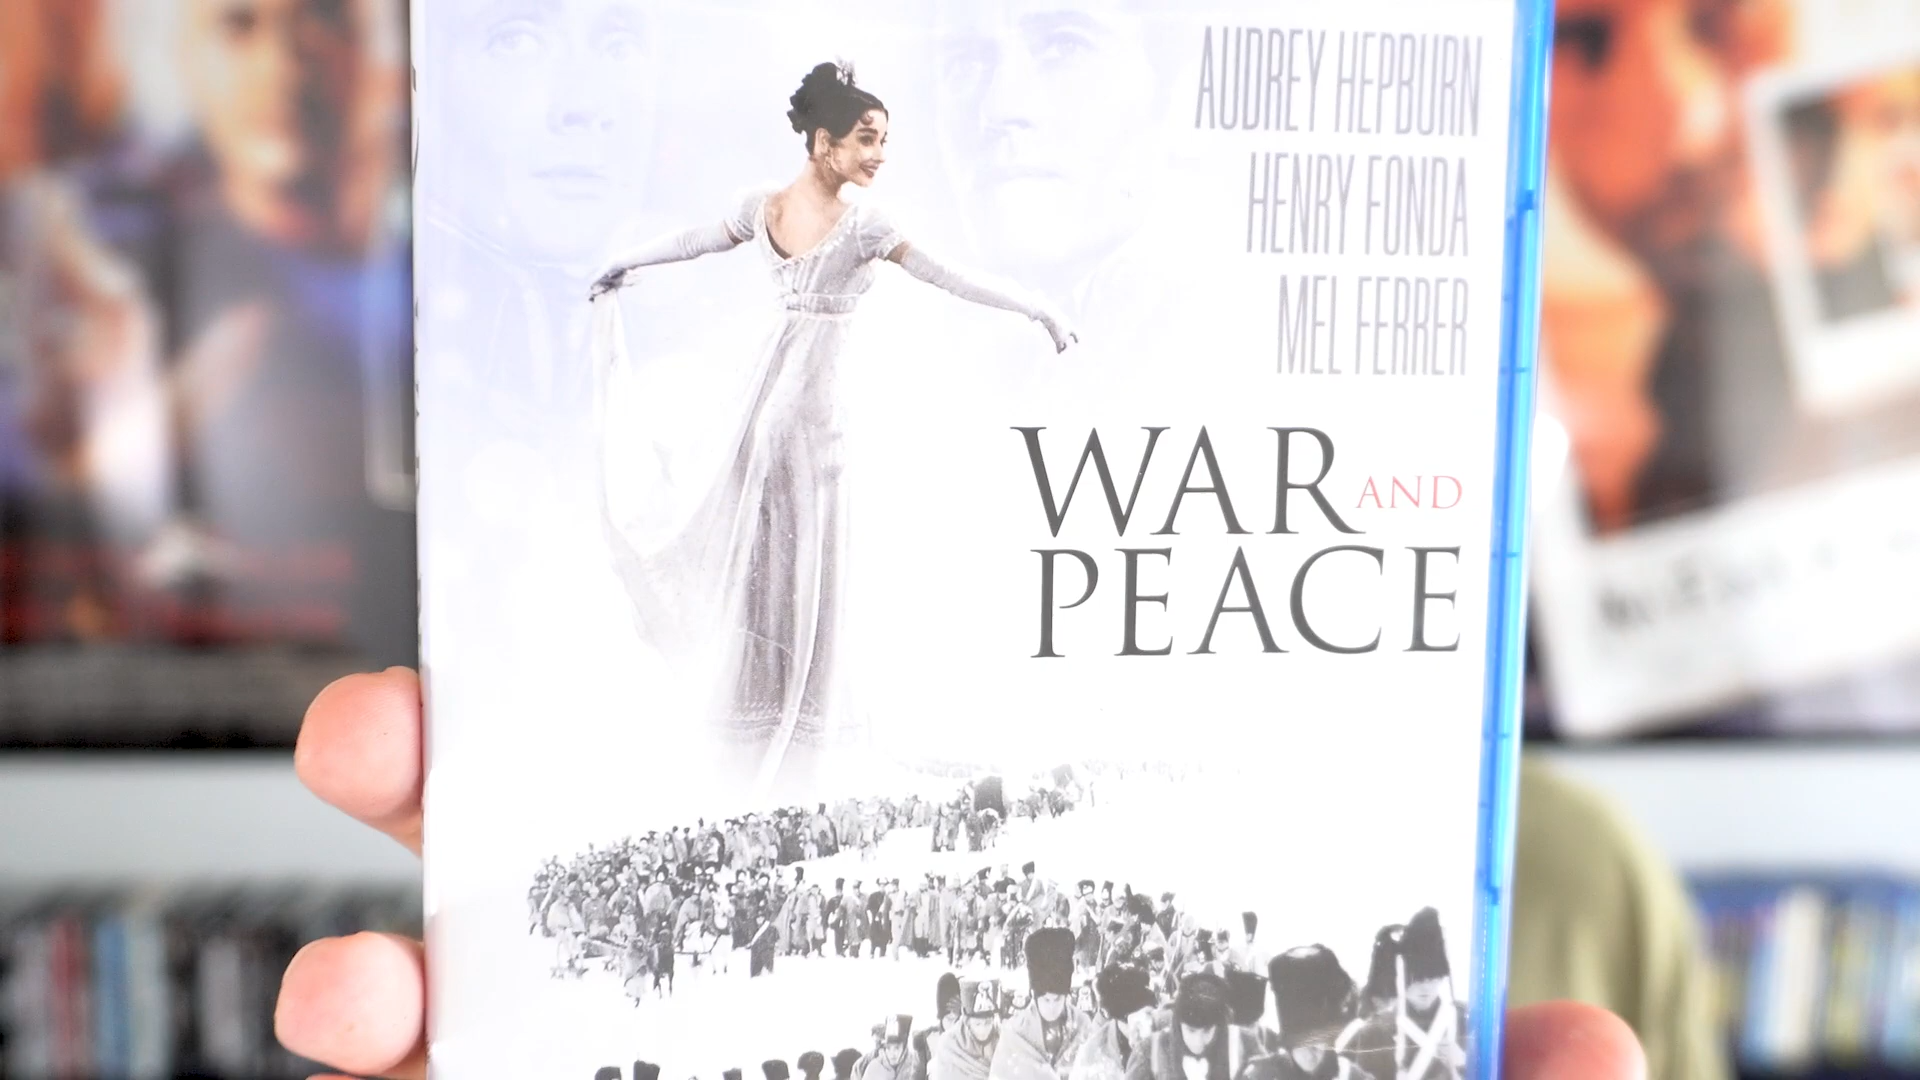 AUDREY HEPBURN
HENRY FONDA
MEL FERRER
WAR AND
PEACE